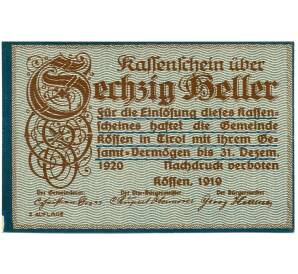 Kassenschein über
Sechzig Heller
Für die Einlösung dieses Kassen-
scheines haftet die Gemeinde
Kössen in Tirol mit ihrem Ge-
samt-Vermögen bis 31. Dezem.
1920 Nachdruck verboten
Kössen, 1919
Der Gemeinderat: Der Vize-Bürgermeister Der Bürgermeister
2 AUFLAGE